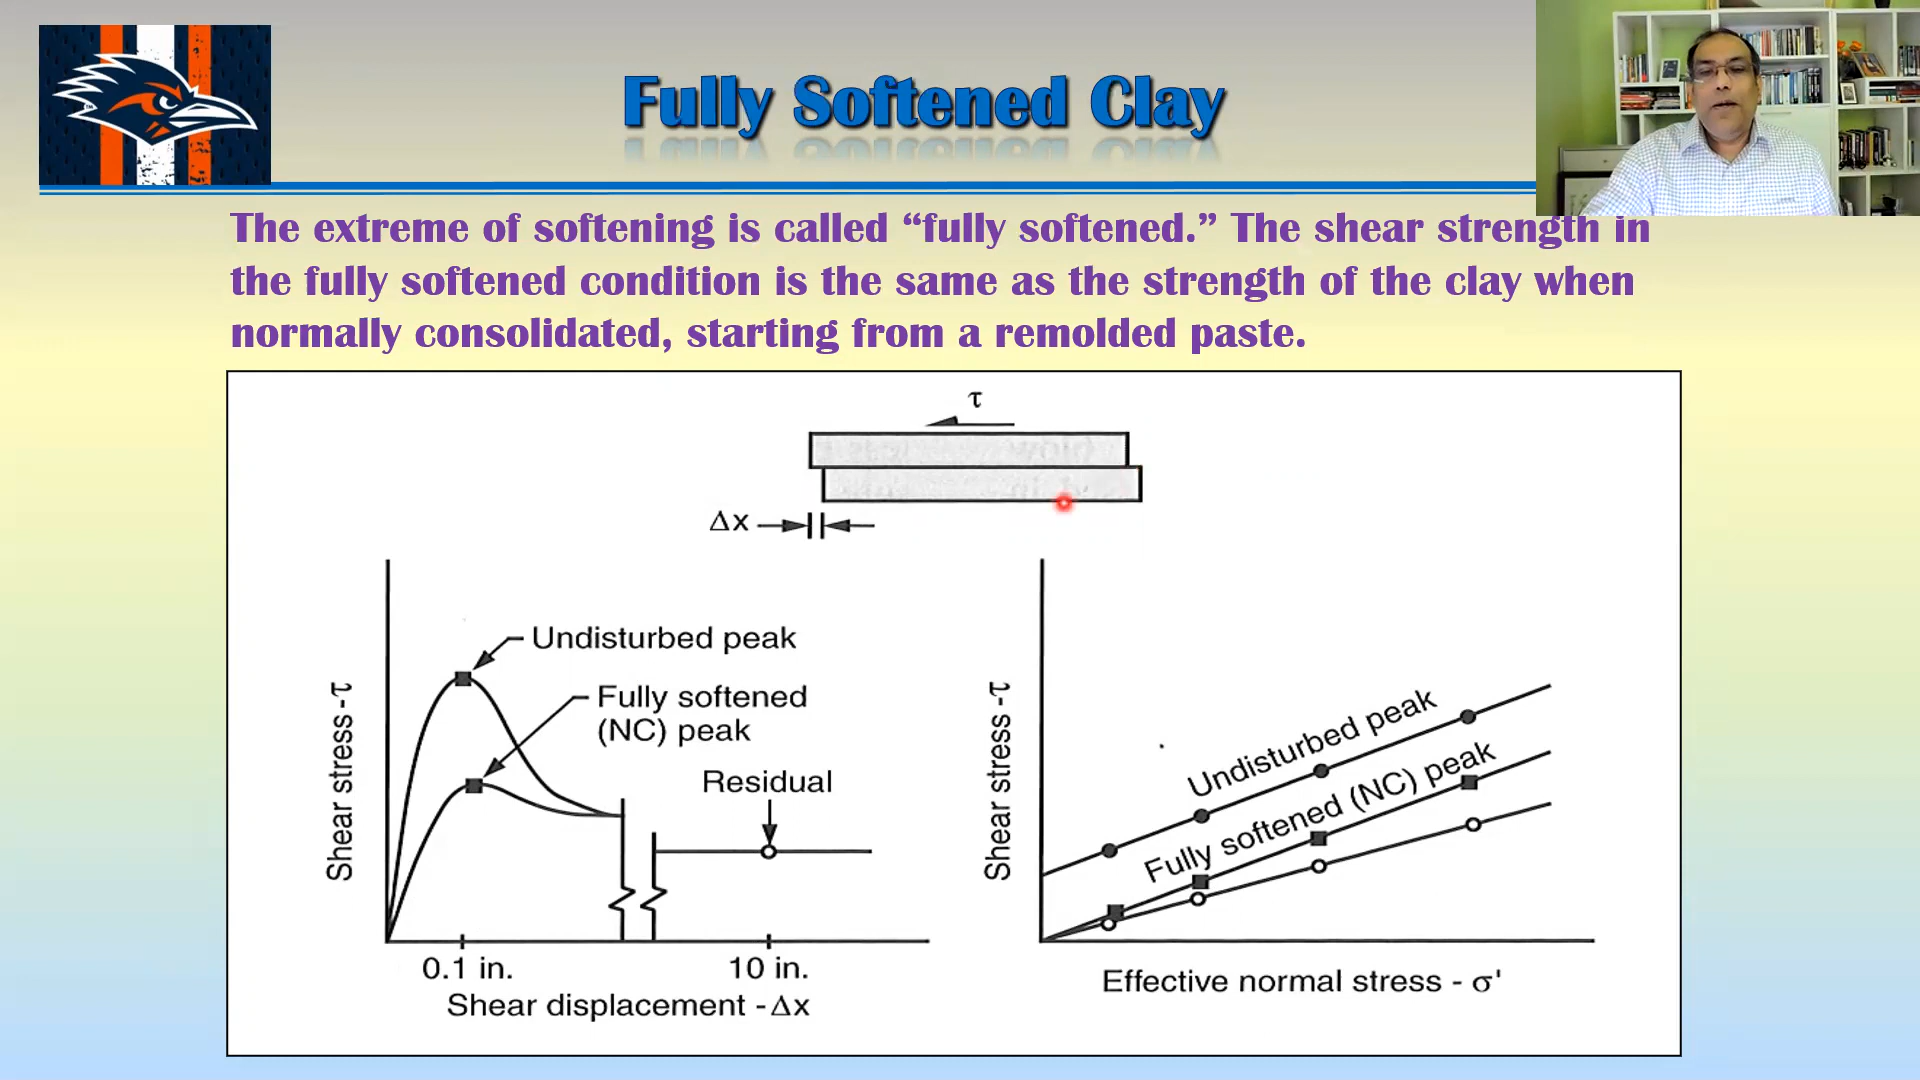 Fully Softened Clay
The extreme of softening is called “fully softened.” The shear strength in
the fully softened condition is the same as the strength of the clay when
normally consolidated, starting from a remolded paste.
τ
Δx
Shear stress -τ
Undisturbed peak
Fully softened
(NC) peak
Residual
0.1 in.
10 in.
Shear displacement -Δx
Shear stress -τ
Undisturbed peak
Fully softened (NC) peak
Effective normal stress - σ'